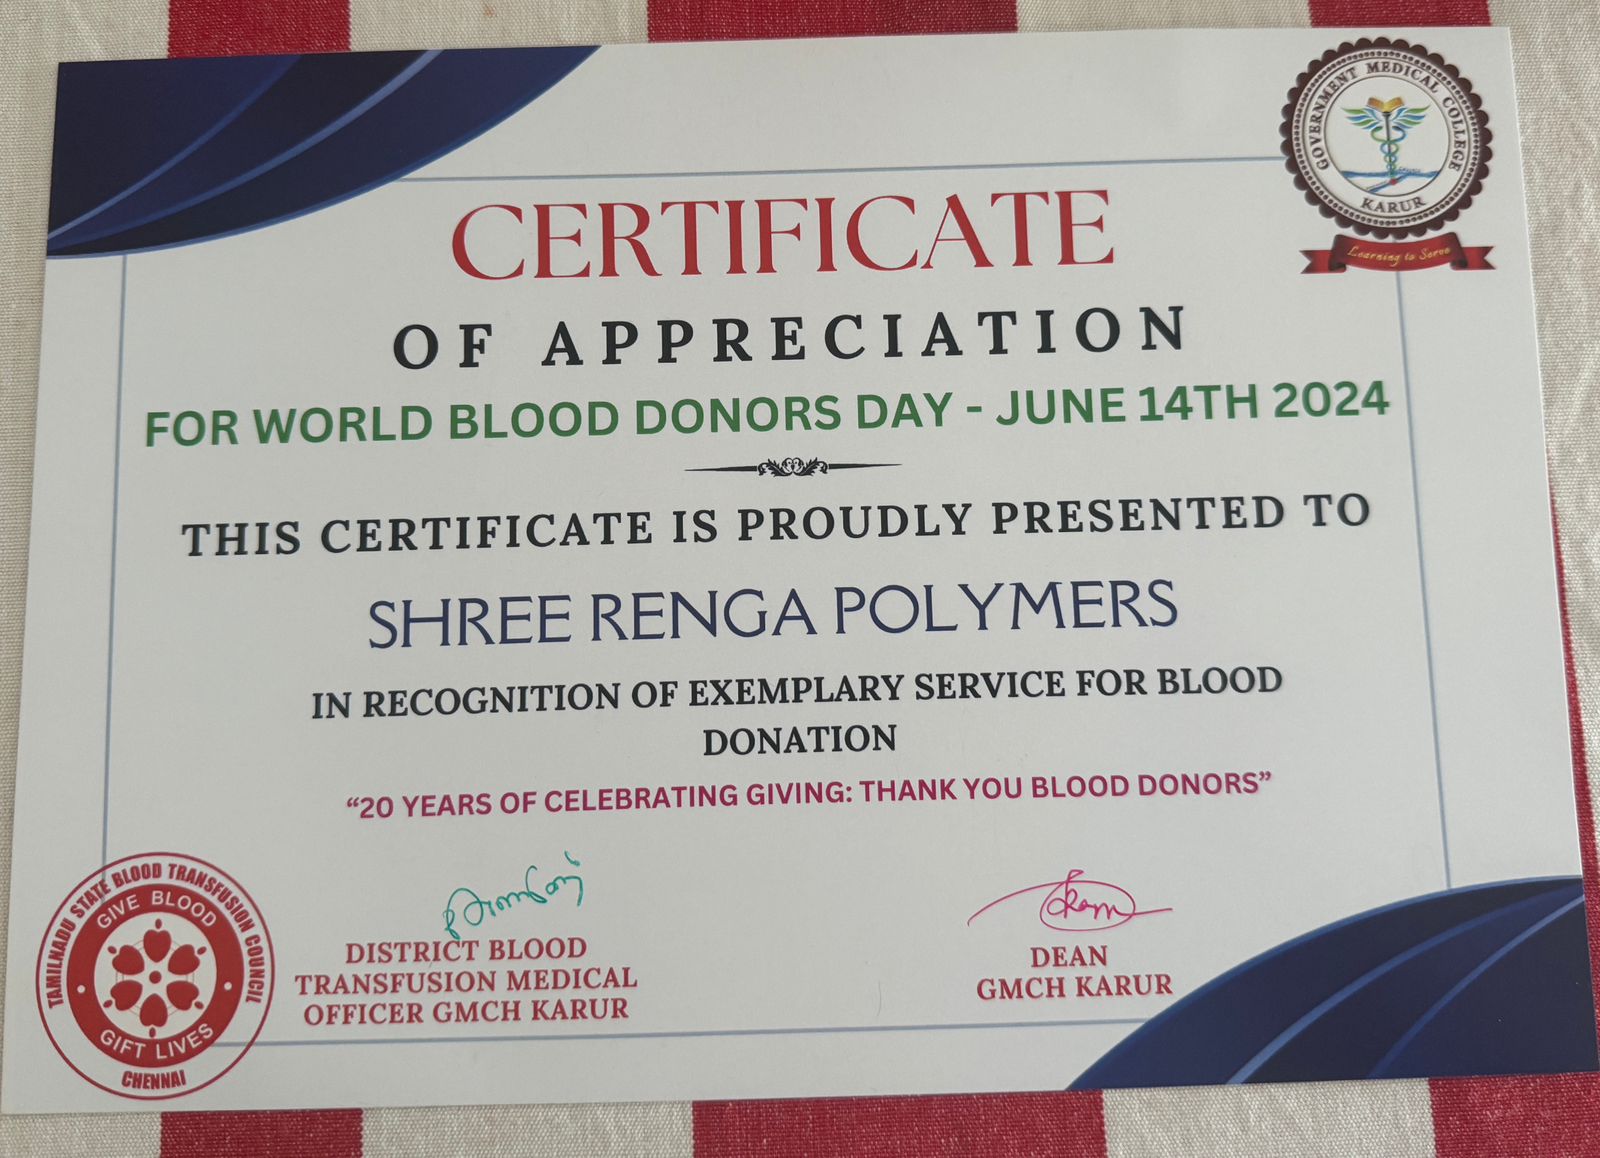 GOVERNMENT MEDICAL COLLEGE
KARUR
Learning to Serve
CERTIFICATE
OF APPRECIATION
FOR WORLD BLOOD DONORS DAY - JUNE 14TH 2024
THIS CERTIFICATE IS PROUDLY PRESENTED TO
SHREE RENGA POLYMERS
IN RECOGNITION OF EXEMPLARY SERVICE FOR BLOOD
DONATION
“20 YEARS OF CELEBRATING GIVING: THANK YOU BLOOD DONORS”
TAMILNADU STATE BLOOD TRANSFUSION COUNCIL
GIVE BLOOD
GIFT LIVES
CHENNAI
DISTRICT BLOOD
TRANSFUSION MEDICAL
OFFICER GMCH KARUR
DEAN
GMCH KARUR